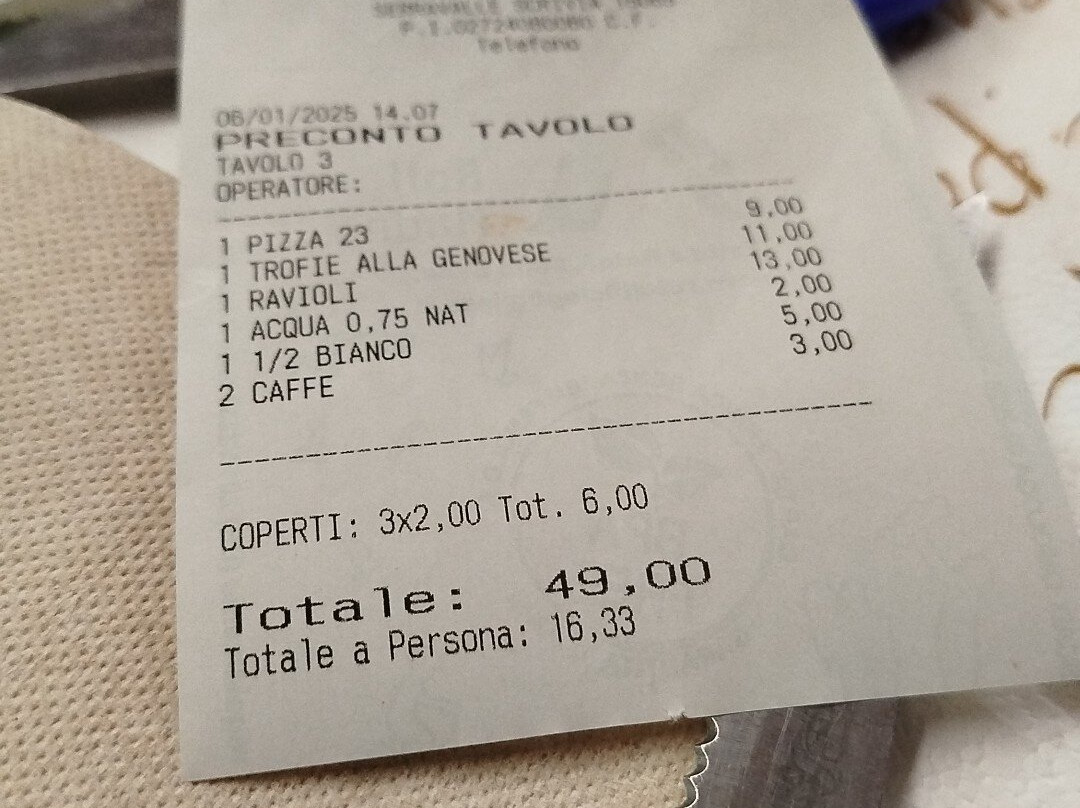 Telefono
06/01/2025 14.07
PRECONTO TAVOLO
TAVOLO 3
OPERATORE:
1 PIZZA 23 9,00
1 TROFIE ALLA GENOVESE 11,00
1 RAVIOLI 13,00
1 ACQUA 0,75 NAT 2,00
1 1/2 BIANCO 5,00
2 CAFFE 3,00
COPERTI: 3x2,00 Tot. 6,00
Totale: 49,00
Totale a Persona: 16,33